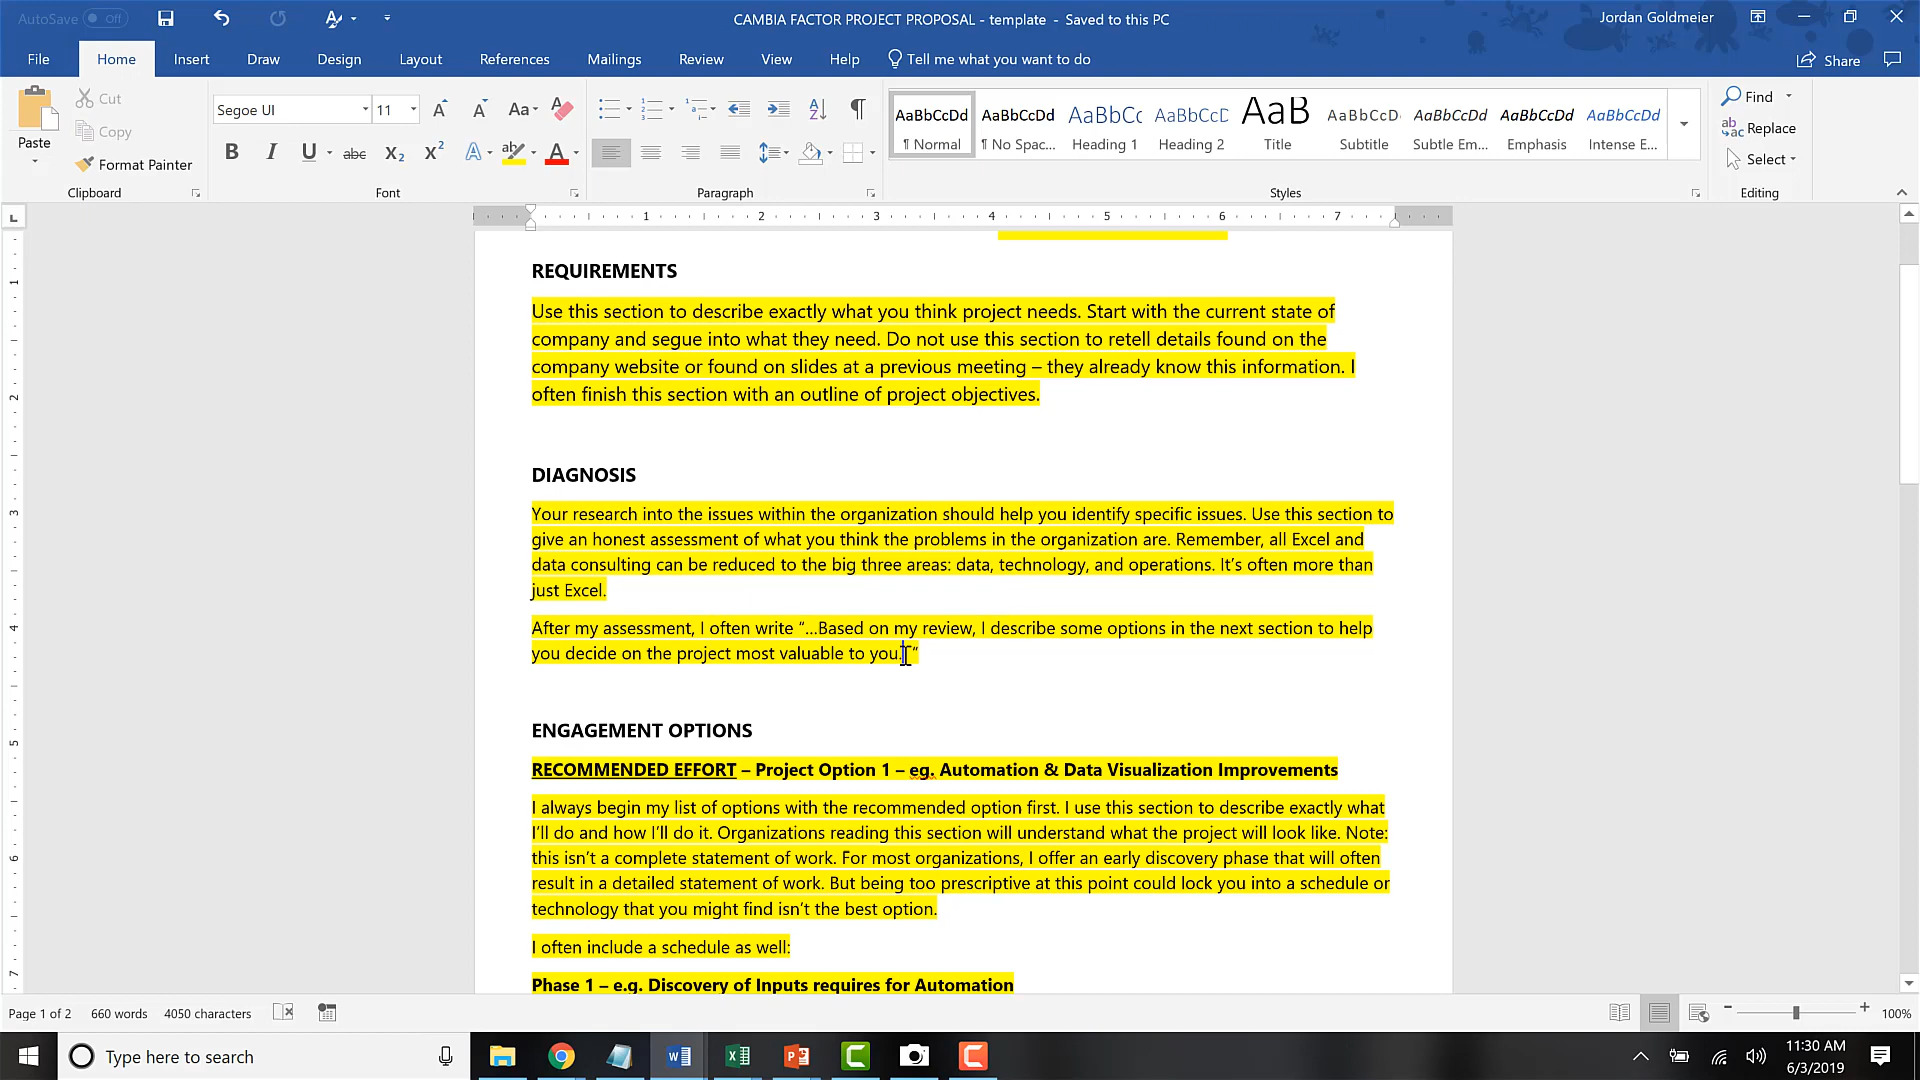 AutoSave Off
CAMBIA FACTOR PROJECT PROPOSAL - template - Saved to this PC
Jordan Goldmeier
File Home Insert Draw Design Layout References Mailings Review View Help Tell me what you want to do
Share
Paste
Cut
Copy
Format Painter
Clipboard
Segoe UI 11
Font
Paragraph
AaBbCcDd AaBbCcDd AaBbCc AaBbCcD AaB AaBbCcD AaBbCcDd AaBbCcDd AaBbCcDd
¶ Normal ¶ No Spac... Heading 1 Heading 2 Title Subtitle Subtle Em... Emphasis Intense E...
Styles
Find
Replace
Select
Editing
1 2 3 4 5 6 7
REQUIREMENTS
Use this section to describe exactly what you think project needs. Start with the current state of
company and segue into what they need. Do not use this section to retell details found on the
company website or found on slides at a previous meeting – they already know this information. I
often finish this section with an outline of project objectives.
DIAGNOSIS
Your research into the issues within the organization should help you identify specific issues. Use this section to
give an honest assessment of what you think the problems in the organization are. Remember, all Excel and
data consulting can be reduced to the big three areas: data, technology, and operations. It’s often more than
just Excel.
After my assessment, I often write “…Based on my review, I describe some options in the next section to help
you decide on the project most valuable to you. “
ENGAGEMENT OPTIONS
RECOMMENDED EFFORT – Project Option 1 – eg. Automation & Data Visualization Improvements
I always begin my list of options with the recommended option first. I use this section to describe exactly what
I’ll do and how I’ll do it. Organizations reading this section will understand what the project will look like. Note:
this isn’t a complete statement of work. For most organizations, I offer an early discovery phase that will often
result in a detailed statement of work. But being too prescriptive at this point could lock you into a schedule or
technology that you might find isn’t the best option.
I often include a schedule as well:
Phase 1 – e.g. Discovery of Inputs requires for Automation
Page 1 of 2 660 words 4050 characters
100%
Type here to search
11:30 AM
6/3/2019